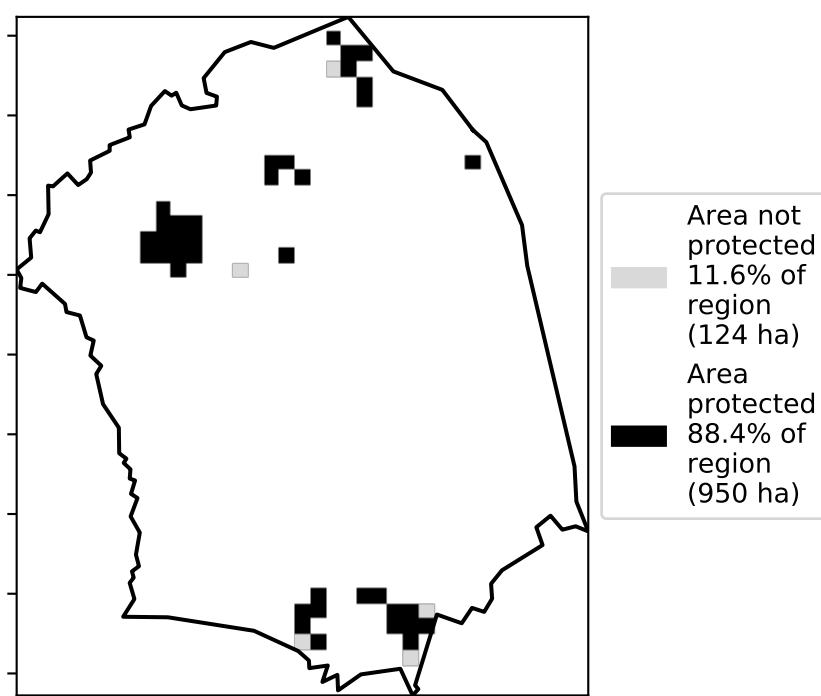 Area not
protected
11.6% of
region
(124 ha)
Area
protected
88.4% of
region
(950 ha)